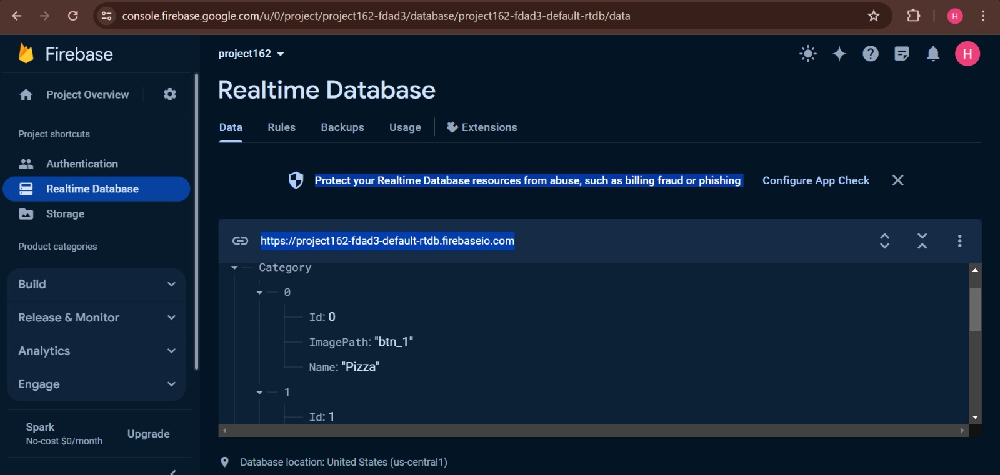 console.firebase.google.com/u/0/project/project162-fdad3/database/project162-fdad3-default-rtdb/data
H
Firebase
project162
H
Project Overview
Realtime Database
Project shortcuts
Data Rules Backups Usage Extensions
Authentication
Realtime Database
Storage
Protect your Realtime Database resources from abuse, such as billing fraud or phishing Configure App Check
Product categories
https://project162-fdad3-default-rtdb.firebaseio.com
Build
Release & Monitor
Analytics
Engage
Category
0
Id: 0
ImagePath: "btn_1"
Name: "Pizza"
1
Id: 1
Spark
No-cost $0/month
Upgrade
Database location: United States (us-central1)